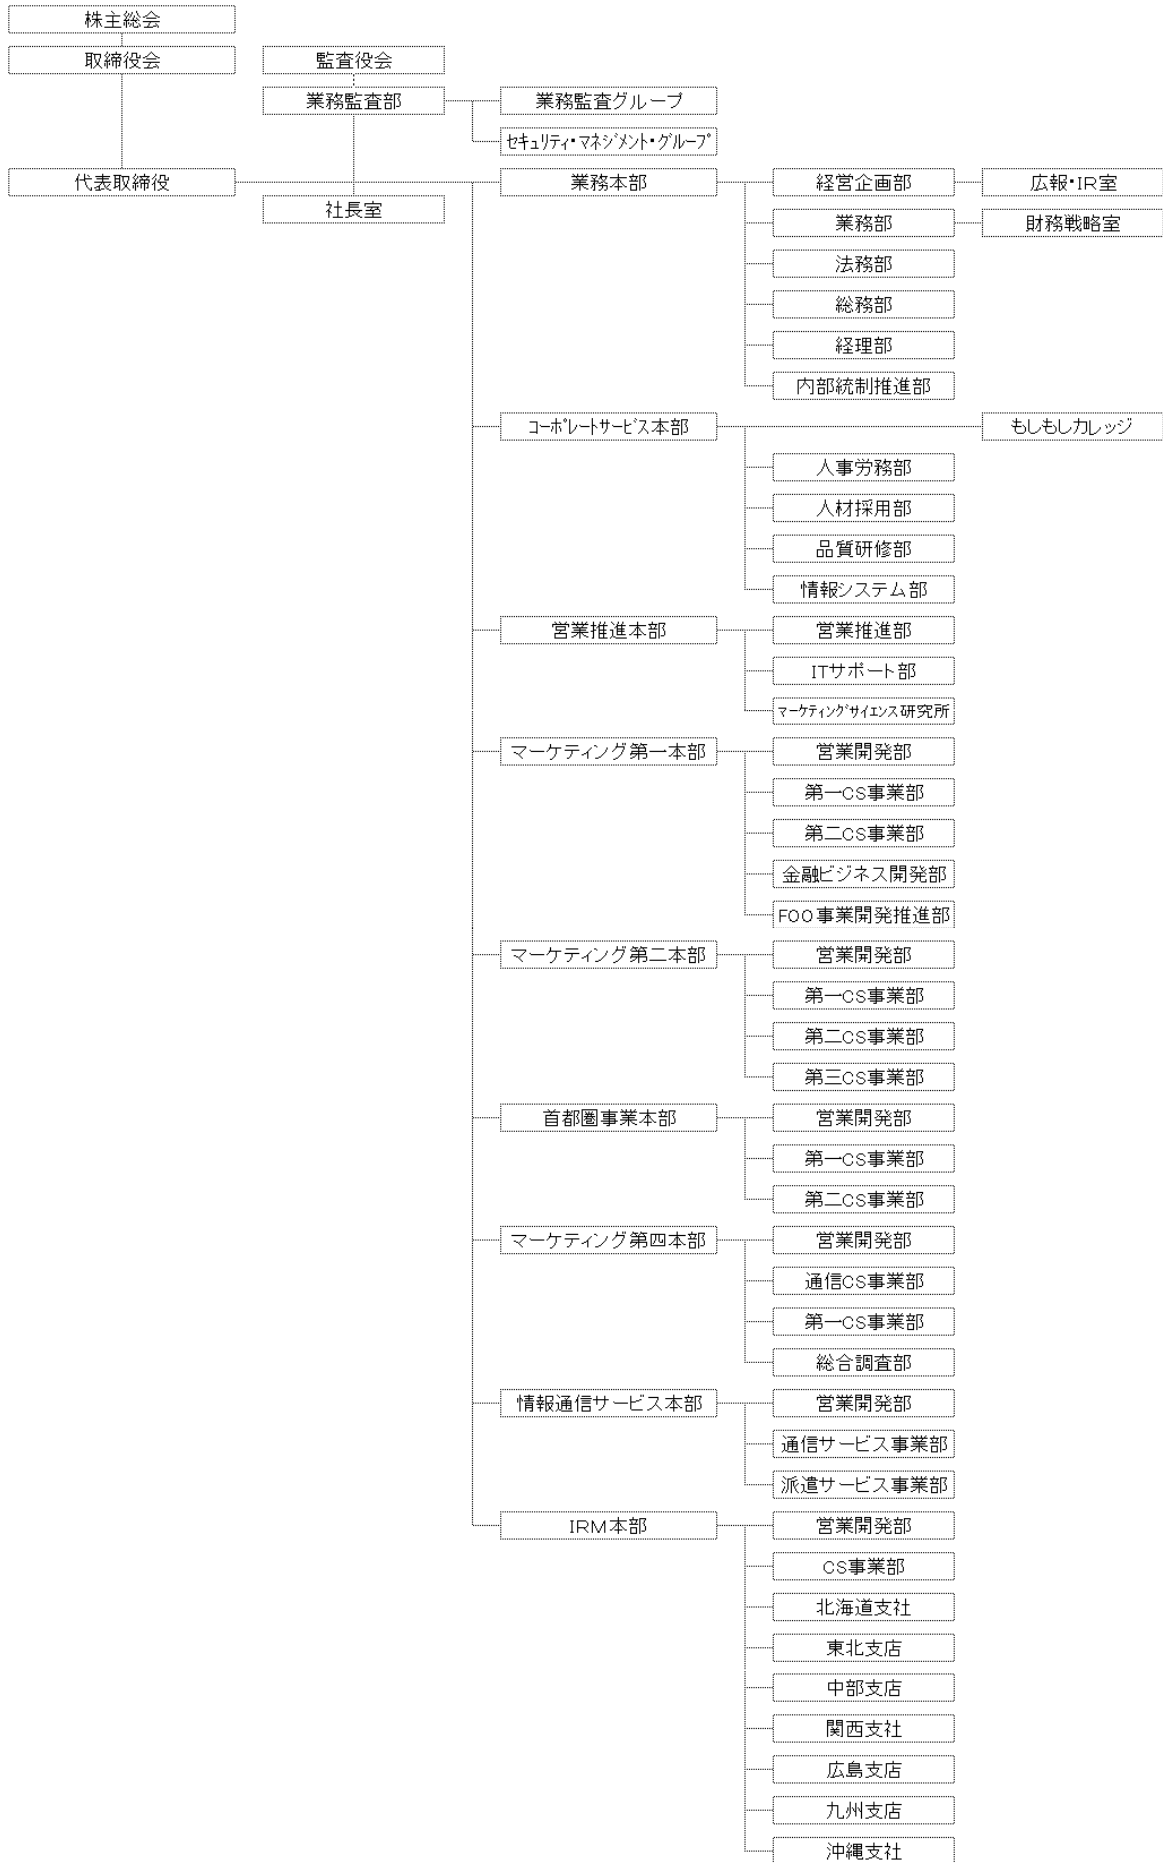 株主総会
取締役会
監査役会
業務監査部
業務監査グループ
セキュリティ・マネジメント・グループ
代表取締役
業務本部
経営企画部
広報・IR室
社長室
業務部
財務戦略室
法務部
総務部
経理部
内部統制推進部
コーポレートサービス本部
もしもしカレッジ
人事労務部
人材採用部
品質研修部
情報システム部
営業推進本部
営業推進部
ITサポート部
マーケティングサイエンス研究所
マーケティング第一本部
営業開発部
第一CS事業部
第二CS事業部
金融ビジネス開発部
FOO事業開発推進部
マーケティング第二本部
営業開発部
第一CS事業部
第二CS事業部
第三CS事業部
首都圏事業本部
営業開発部
第一CS事業部
第二CS事業部
マーケティング第四本部
営業開発部
通信CS事業部
第一CS事業部
総合調査部
情報通信サービス本部
営業開発部
通信サービス事業部
派遣サービス事業部
IRM本部
営業開発部
CS事業部
北海道支社
東北支店
中部支店
関西支社
広島支店
九州支店
沖縄支社